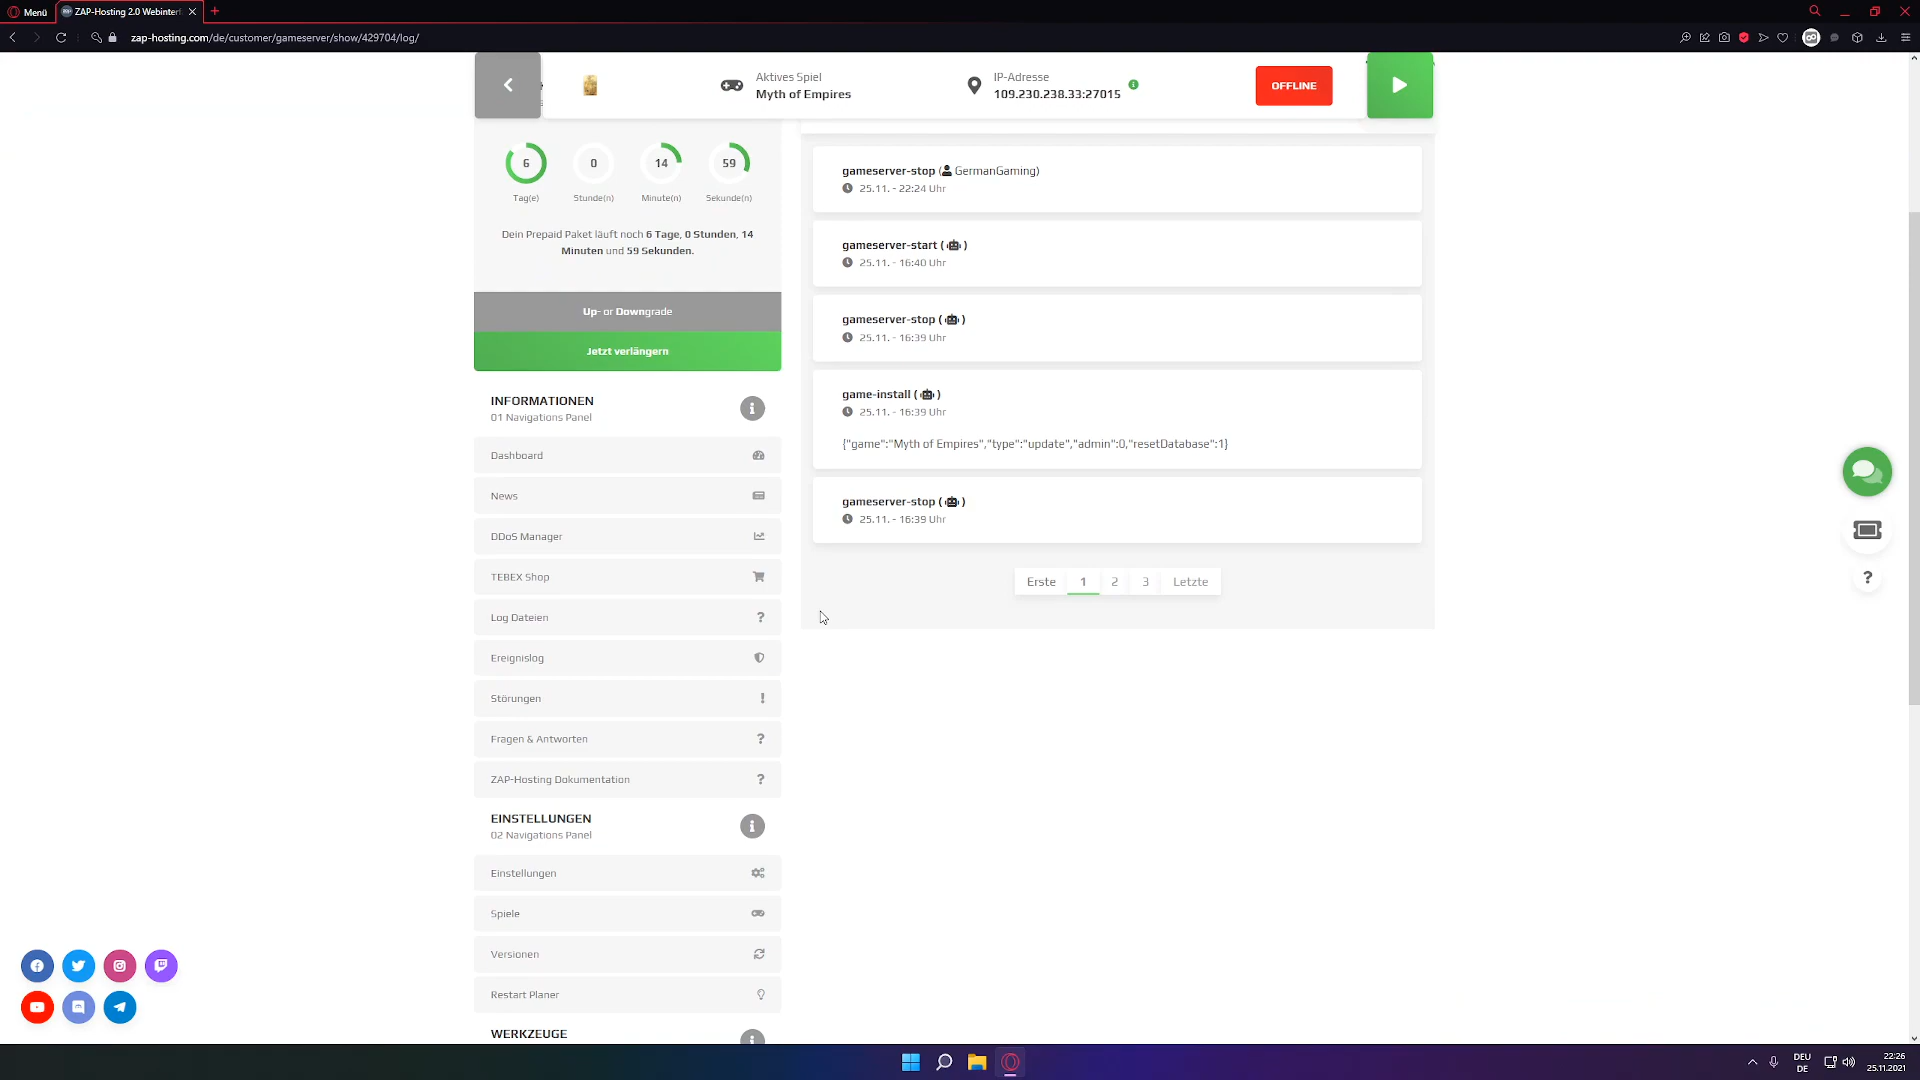 Menü
ZAP-Hosting 2.0 Webinterf
zap-hosting.com/de/customer/gameserver/show/429704/log/
Aktives Spiel
Myth of Empires
IP-Adresse
109.230.238.33:27015
OFFLINE
6
0
14
59
Tag(e)
Stunde(n)
Minute(n)
Sekunde(n)
Dein Prepaid Paket läuft noch 6 Tage, 0 Stunden, 14
Minuten und 59 Sekunden.
Up- or Downgrade
Jetzt verlängern
INFORMATIONEN
01 Navigations Panel
Dashboard
News
DDoS Manager
TEBEX Shop
Log Dateien
Ereignislog
Störungen
Fragen & Antworten
ZAP-Hosting Dokumentation
EINSTELLUNGEN
02 Navigations Panel
Einstellungen
Spiele
Versionen
Restart Planer
WERKZEUGE
gameserver-stop ( GermanGaming)
25.11. - 22:24 Uhr
gameserver-start ( )
25.11. - 16:40 Uhr
gameserver-stop ( )
25.11. - 16:39 Uhr
game-install ( )
25.11. - 16:39 Uhr
{"game":"Myth of Empires","type":"update","admin":0,"resetDatabase":1}
gameserver-stop ( )
25.11. - 16:39 Uhr
Erste 1 2 3 Letzte
?
DEU
DE
22:26
25.11.2021